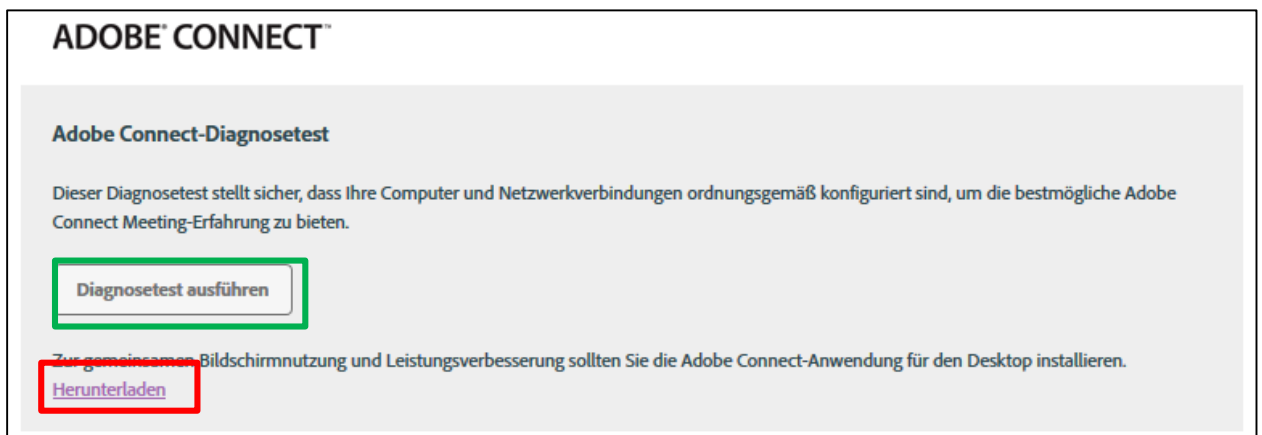 ADOBE® CONNECT™
Adobe Connect-Diagnosetest
Dieser Diagnosetest stellt sicher, dass Ihre Computer und Netzwerkverbindungen ordnungsgemäß konfiguriert sind, um die bestmögliche Adobe
Connect Meeting-Erfahrung zu bieten.
Diagnosetest ausführen
Zur gemeinsamen Bildschirmnutzung und Leistungsverbesserung sollten Sie die Adobe Connect-Anwendung für den Desktop installieren.
Herunterladen